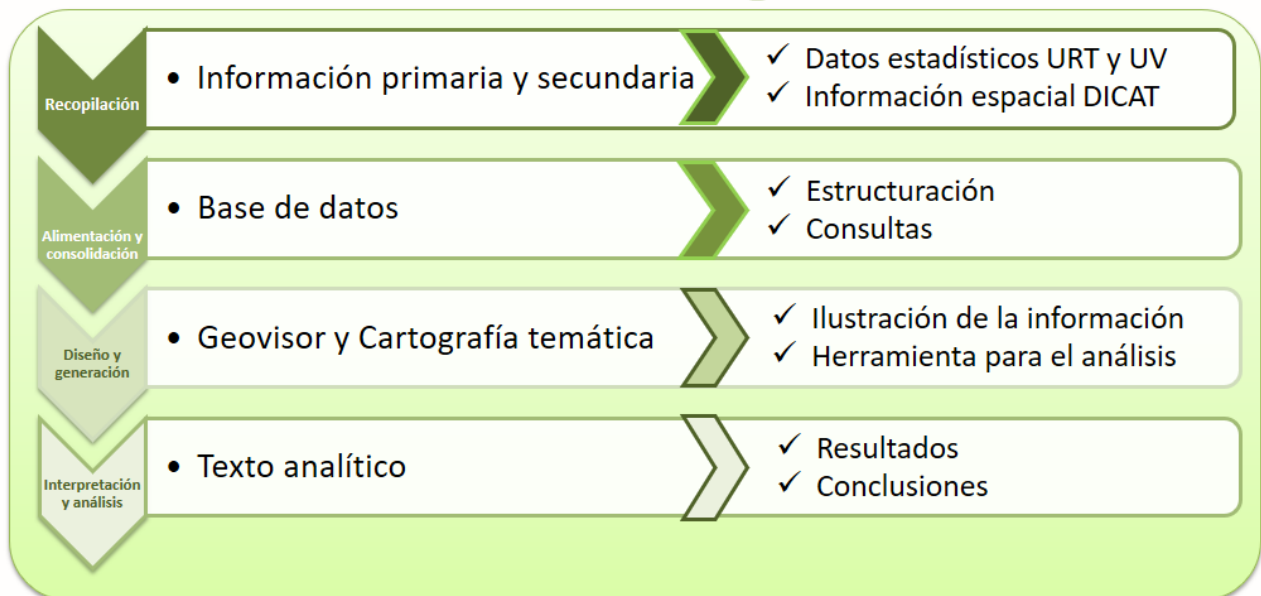 Recopilación
• Información primaria y secundaria
✓ Datos estadísticos URT y UV
✓ Información espacial DICAT
Alimentación y
consolidación
• Base de datos
✓ Estructuración
✓ Consultas
Diseño y
generación
• Geovisor y Cartografía temática
✓ Ilustración de la información
✓ Herramienta para el análisis
Interpretación
y análisis
• Texto analítico
✓ Resultados
✓ Conclusiones